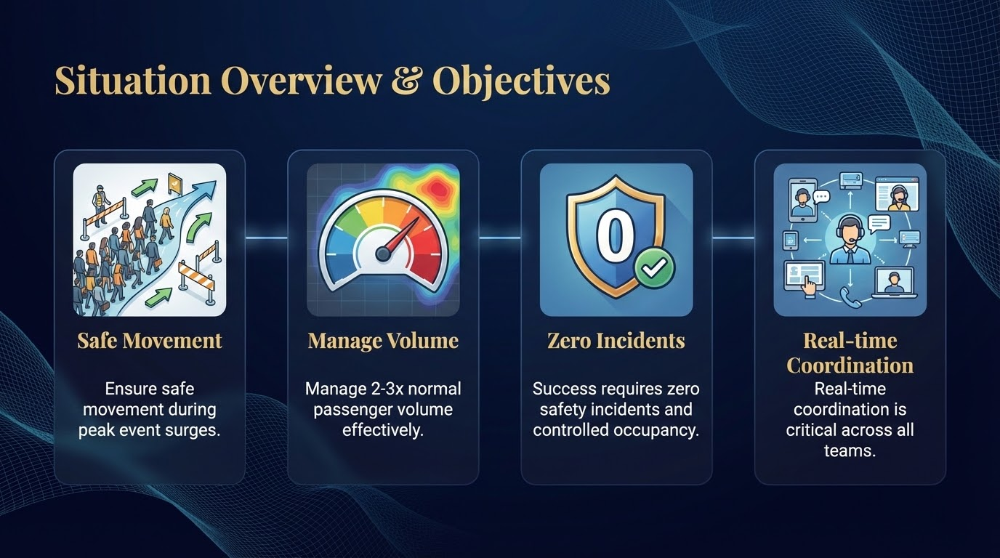 Situation Overview & Objectives
Safe Movement
Ensure safe
movement during
peak event surges.
Manage Volume
Manage 2-3x normal
passenger volume
effectively.
0
Zero Incidents
Success requires zero
safety incidents and
controlled occupancy.
Real-time
Coordination
Real-time
coordination is
critical across all
teams.